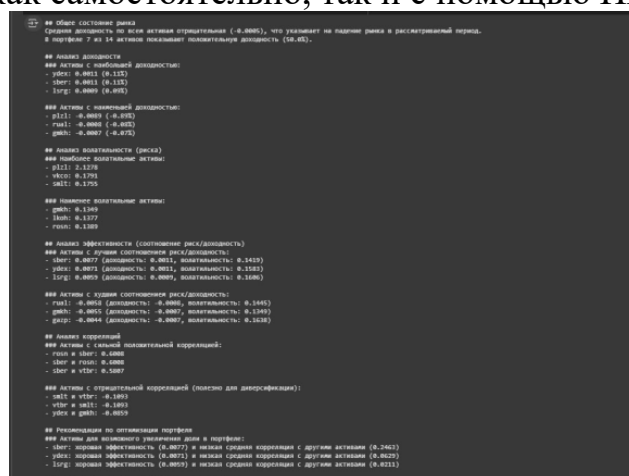 как самостоятельно, так и с помощью И
## Общее состояние рынка
Средняя доходность по всем активам отрицательная (-0.0005), что указывает на падение рынка в рассматриваемый период.
В портфеле 7 из 14 активов показывают положительную доходность (50.0%).
## Анализ доходности
### Активы с наибольшей доходностью:
- ydex: 0.0011 (0.11%)
- sber: 0.0011 (0.11%)
- lsrg: 0.0009 (0.09%)
### Активы с наименьшей доходностью:
- plzl: -0.0089 (-0.89%)
- rual: -0.0008 (-0.08%)
- gmkh: -0.0007 (-0.07%)
## Анализ волатильности (риска)
### Наиболее волатильные активы:
- plzl: 2.1278
- vkco: 0.1791
- smlt: 0.1755
### Наименее волатильные активы:
- gmkh: 0.1349
- lkoh: 0.1377
- rosn: 0.1389
## Анализ эффективности (соотношение риск/доходность)
### Активы с лучшим соотношением риск/доходность:
- sber: 0.0077 (доходность: 0.0011, волатильность: 0.1419)
- ydex: 0.0071 (доходность: 0.0011, волатильность: 0.1583)
- lsrg: 0.0059 (доходность: 0.0009, волатильность: 0.1606)
### Активы с худшим соотношением риск/доходность:
- rual: -0.0058 (доходность: -0.0008, волатильность: 0.1445)
- gmkh: -0.0055 (доходность: -0.0007, волатильность: 0.1349)
- gazp: -0.0044 (доходность: -0.0007, волатильность: 0.1638)
## Анализ корреляций
### Активы с сильной положительной корреляцией:
- rosn и sber: 0.6008
- sber и rosn: 0.6008
- sber и vtbr: 0.5807
### Активы с отрицательной корреляцией (полезно для диверсификации):
- smlt и vtbr: -0.1093
- vtbr и smlt: -0.1093
- ydex и gmkh: -0.0859
## Рекомендации по оптимизации портфеля
### Активы для возможного увеличения доли в портфеле:
- sber: хорошая эффективность (0.0077) и низкая средняя корреляция с другими активами (0.2463)
- ydex: хорошая эффективность (0.0071) и низкая средняя корреляция с другими активами (0.0629)
- lsrg: хорошая эффективность (0.0059) и низкая средняя корреляция с другими активами (0.0211)